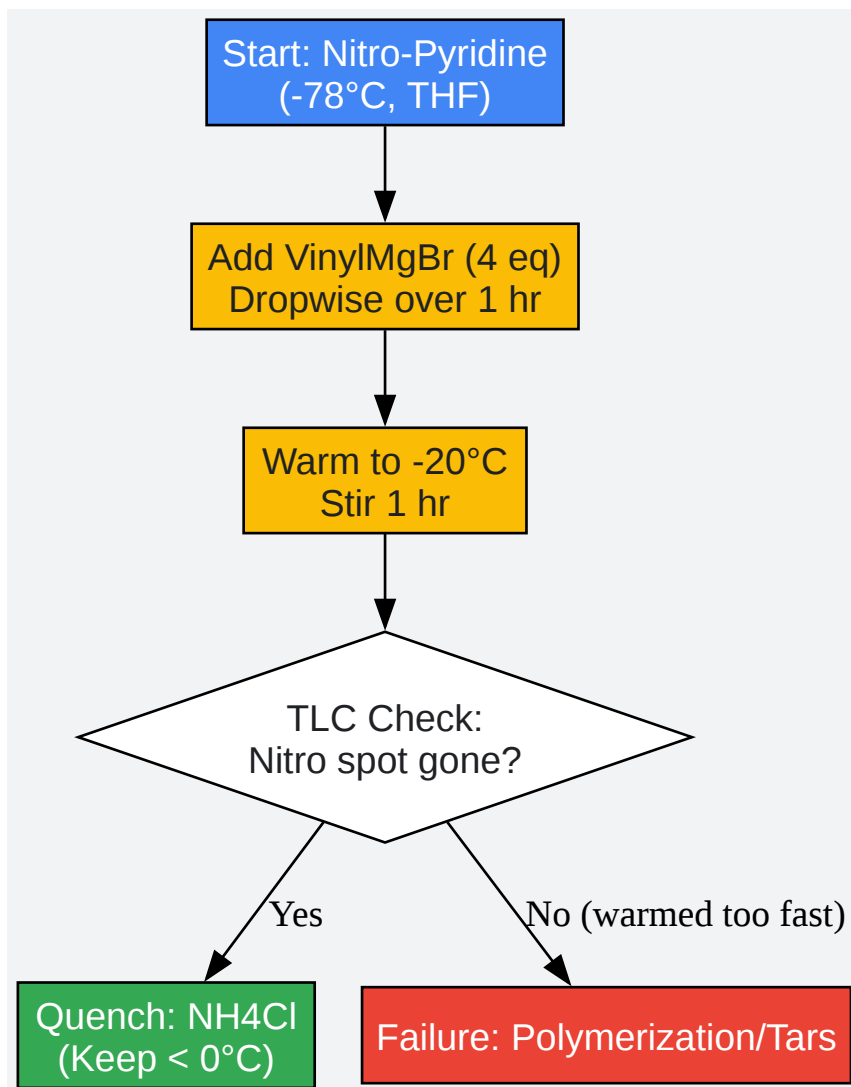 Start: Nitro-Pyridine
(-78°C, THF)
Add VinylMgBr (4 eq)
Dropwise over 1 hr
Warm to -20°C
Stir 1 hr
TLC Check:
Nitro spot gone?
Yes
No (warmed too fast)
Quench: NH4Cl
(Keep < 0°C)
Failure: Polymerization/Tars